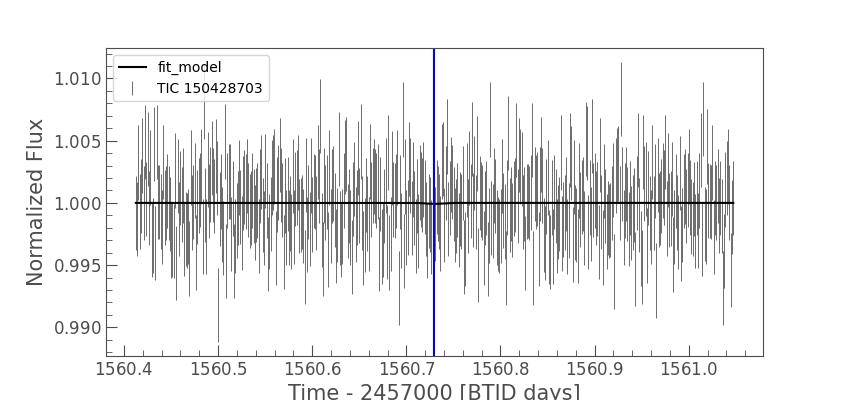 fit_model
TIC 150428703
1.010
1.005
1.000
0.995
0.990
Normalized Flux
1560.4 1560.5 1560.6 1560.7 1560.8 1560.9 1561.0
Time - 2457000 [BTJD days]